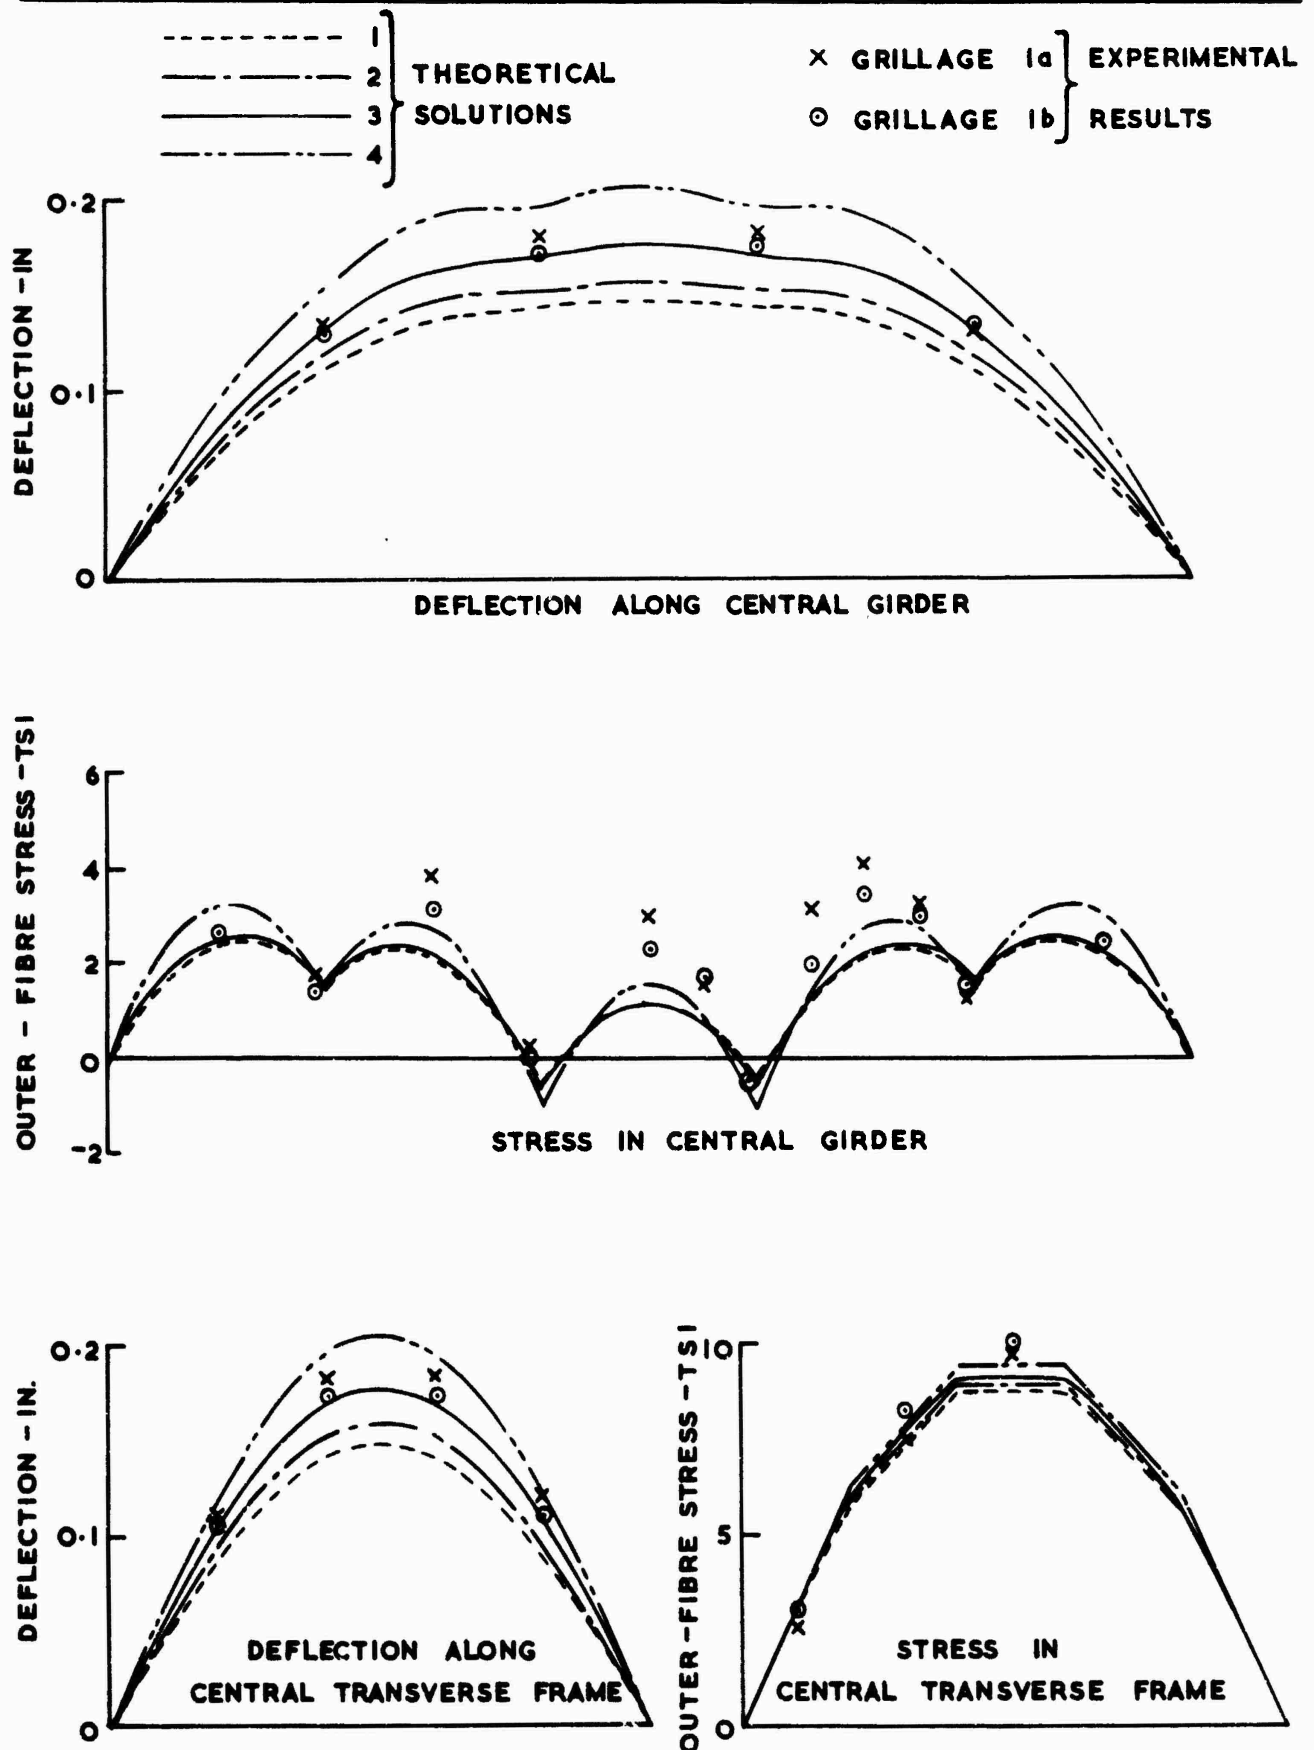 1
2
3
4
THEORETICAL
SOLUTIONS
× GRILLAGE 1a
⊙ GRILLAGE 1b
EXPERIMENTAL
RESULTS
DEFLECTION - IN
0·2
0·1
0
DEFLECTION ALONG CENTRAL GIRDER
OUTER - FIBRE STRESS - TSI
6
4
2
0
-2
STRESS IN CENTRAL GIRDER
DEFLECTION - IN.
0·2
0·1
0
DEFLECTION ALONG
CENTRAL TRANSVERSE FRAME
OUTER-FIBRE STRESS-TSI
10
5
0
STRESS IN
CENTRAL TRANSVERSE FRAME